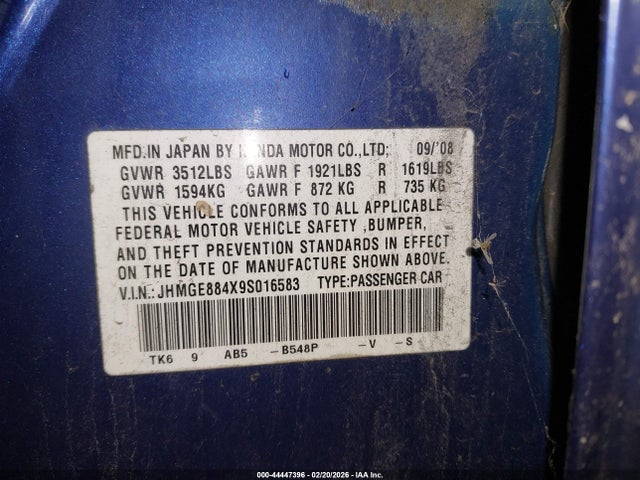 MFD. IN JAPAN BY HONDA MOTOR CO., LTD: 09/'08
GVWR 3512LBS GAWR F 1921LBS R 1619LBS
GVWR 1594KG GAWR F 872 KG R 735 KG
THIS VEHICLE CONFORMS TO ALL APPLICABLE
FEDERAL MOTOR VEHICLE SAFETY ,BUMPER,
AND THEFT PREVENTION STANDARDS IN EFFECT
ON THE DATE OF MANUFACTURE SHOWN ABOVE.
V.I.N.: JHMGE884X9S016583 TYPE:PASSENGER CAR
TK6 9 AB5 -B548P -V -S
000-44447396 - 02/20/2026 - IAA Inc.